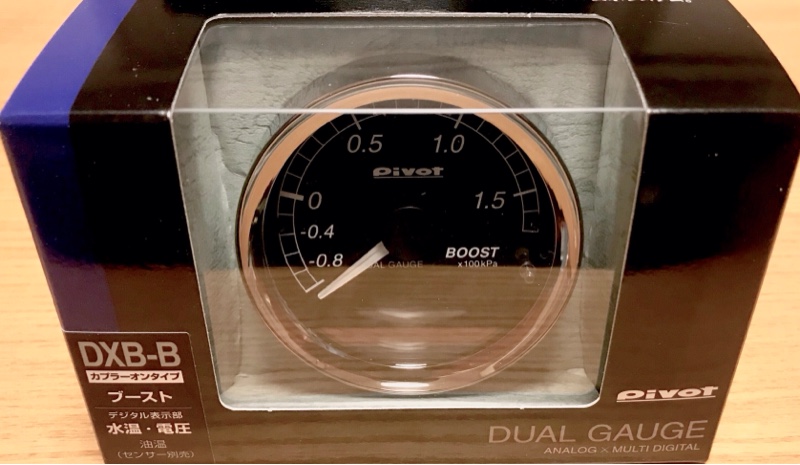 0.5 1.0
Pivot
0 1.5
-0.4
BOOST
-0.8
DUAL GAUGE
x100kPa
DXB-B
カプラーオンタイプ
ブースト
デジタル表示部
水温・電圧
油温
(センサー別売)
Pivot
DUAL GAUGE
ANALOG × MULTI DIGITAL